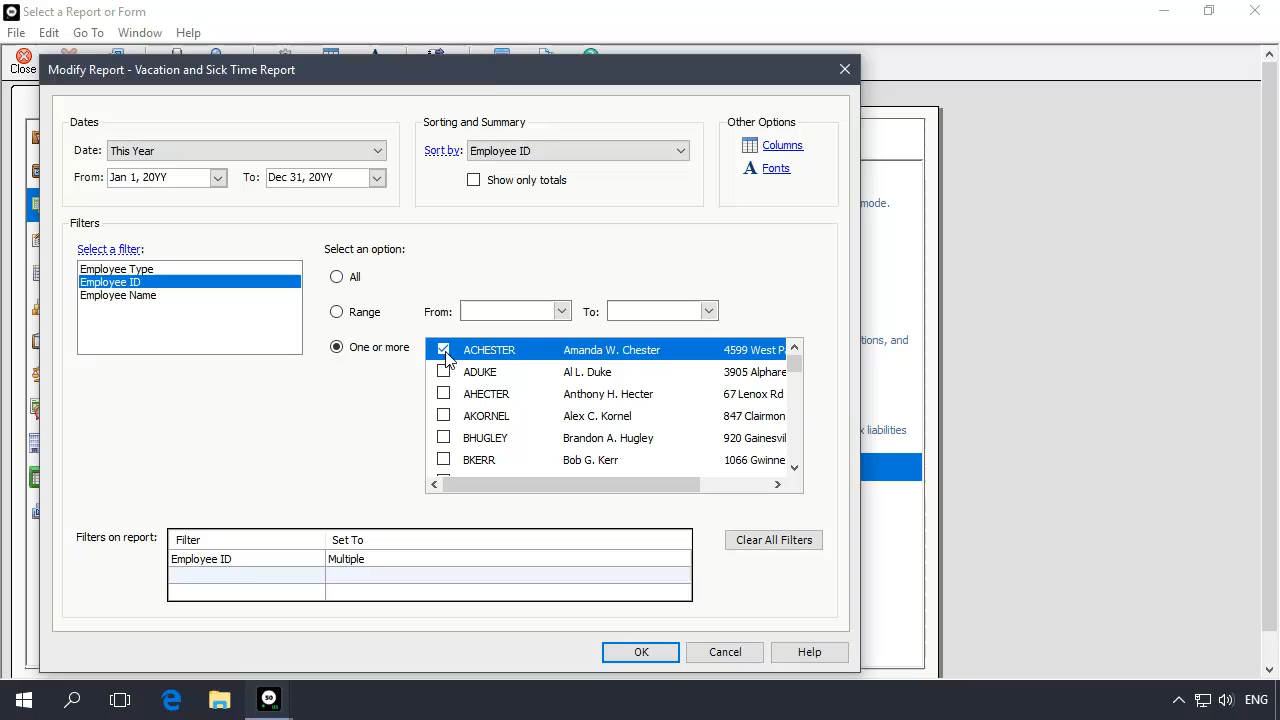 Select a Report or Form
File Edit Go To Window Help
Close
Modify Report - Vacation and Sick Time Report
Dates
Date: This Year
From: Jan 1, 20YY To: Dec 31, 20YY
Sorting and Summary
Sort by: Employee ID
Show only totals
Other Options
Columns
Fonts
Filters
Select a filter:
Employee Type
Employee ID
Employee Name
Select an option:
All
Range From: To:
One or more
ACHESTER Amanda W. Chester 4599 West P
ADUKE Al L. Duke 3905 Alphare
AHECTER Anthony H. Hecter 67 Lenox Rd
AKORNEL Alex C. Kornel 847 Clairmon
BHUGLEY Brandon A. Hugley 920 Gainesvil
BKERR Bob G. Kerr 1066 Gwinne
Filters on report:
Filter Set To
Employee ID Multiple
Clear All Filters
OK Cancel Help
mode.
tions, and
x liabilities
50
US
ENG